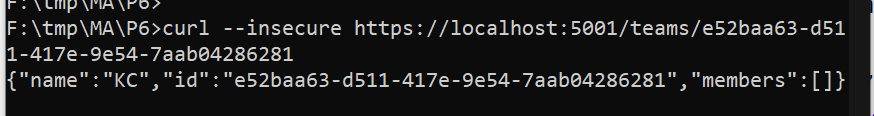 F:\tmp\MA\P6>
F:\tmp\MA\P6>curl --insecure https://localhost:5001/teams/e52baa63-d51
1-417e-9e54-7aab04286281
{"name":"KC","id":"e52baa63-d511-417e-9e54-7aab04286281","members":[]}